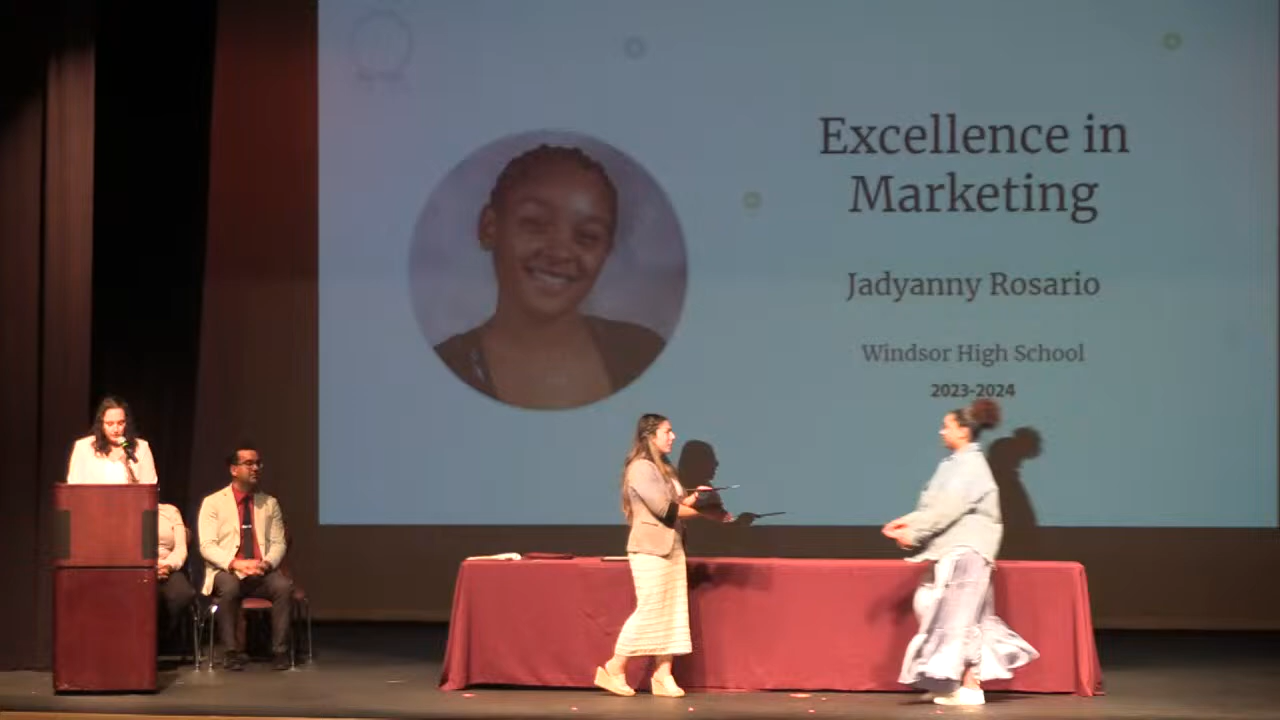 Excellence in
Marketing
Jadyanny Rosario
Windsor High School
2023-2024